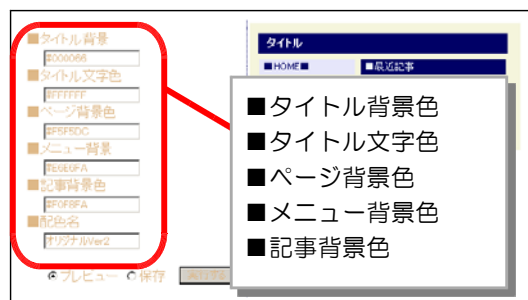 ■タイトル背景
#000066
■タイトル文字色
#FFFFFF
■ページ背景色
#F5F5DC
■メニュー背景
#E6E6FA
■記事背景色
#F0F8FA
■配色名
オリジナルVer2
プレビュー 保存
タイトル
■HOME■ ■最近記事
■タイトル背景色
■タイトル文字色
■ページ背景色
■メニュー背景色
■記事背景色